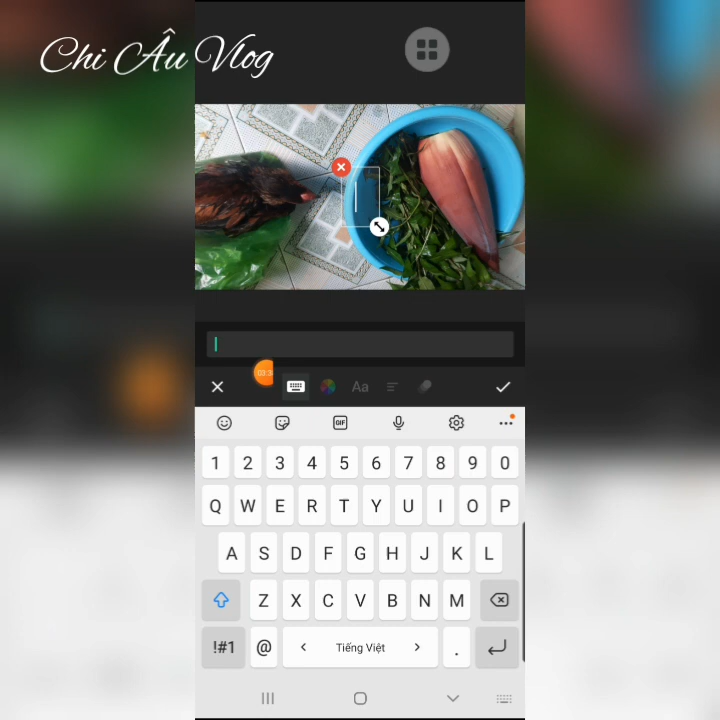 Chi Âu Vlog
03:3
Aa
GIF
1 2 3 4 5 6 7 8 9 0
Q W E R T Y U I O P
A S D F G H J K L
Z X C V B N M
!#1 @ < Tiếng Việt > .